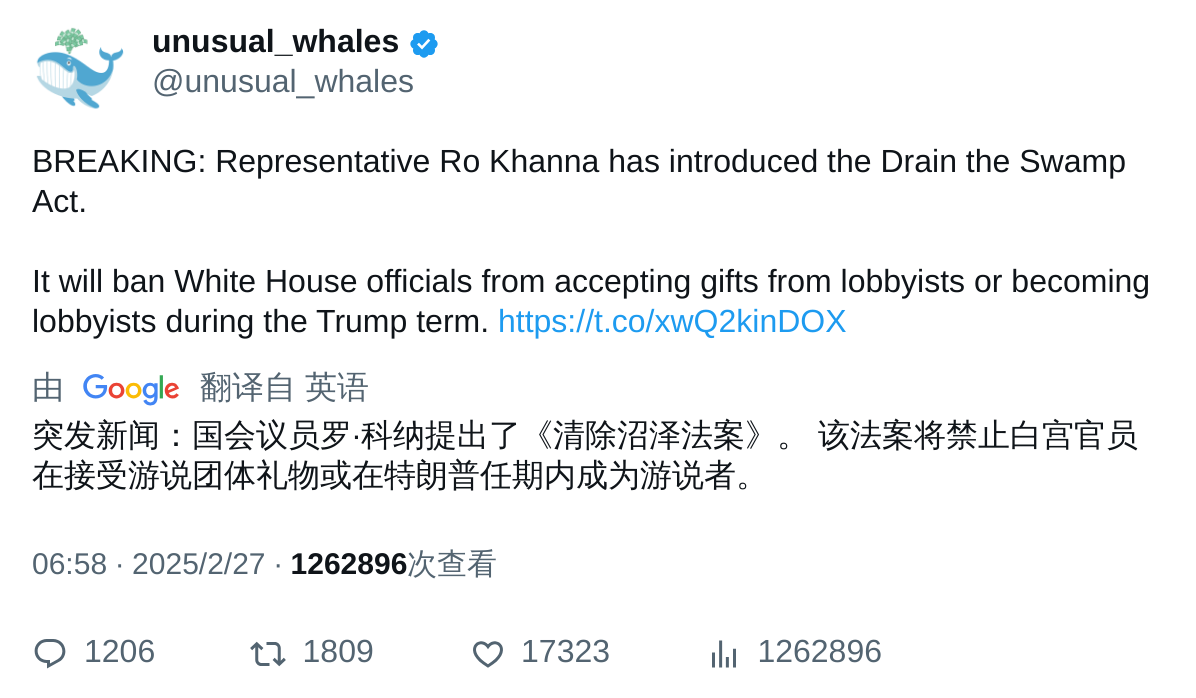 unusual_whales
@unusual_whales
BREAKING: Representative Ro Khanna has introduced the Drain the Swamp
Act.
It will ban White House officials from accepting gifts from lobbyists or becoming
lobbyists during the Trump term. https://t.co/xwQ2kinDOX
由 Google 翻译自 英语
突发新闻：国会议员罗·科纳提出了《清除沼泽法案》。 该法案将禁止白宫官员
在接受游说团体礼物或在特朗普任期内成为游说者。
06:58 · 2025/2/27 · 1262896次查看
1206 1809 17323 1262896